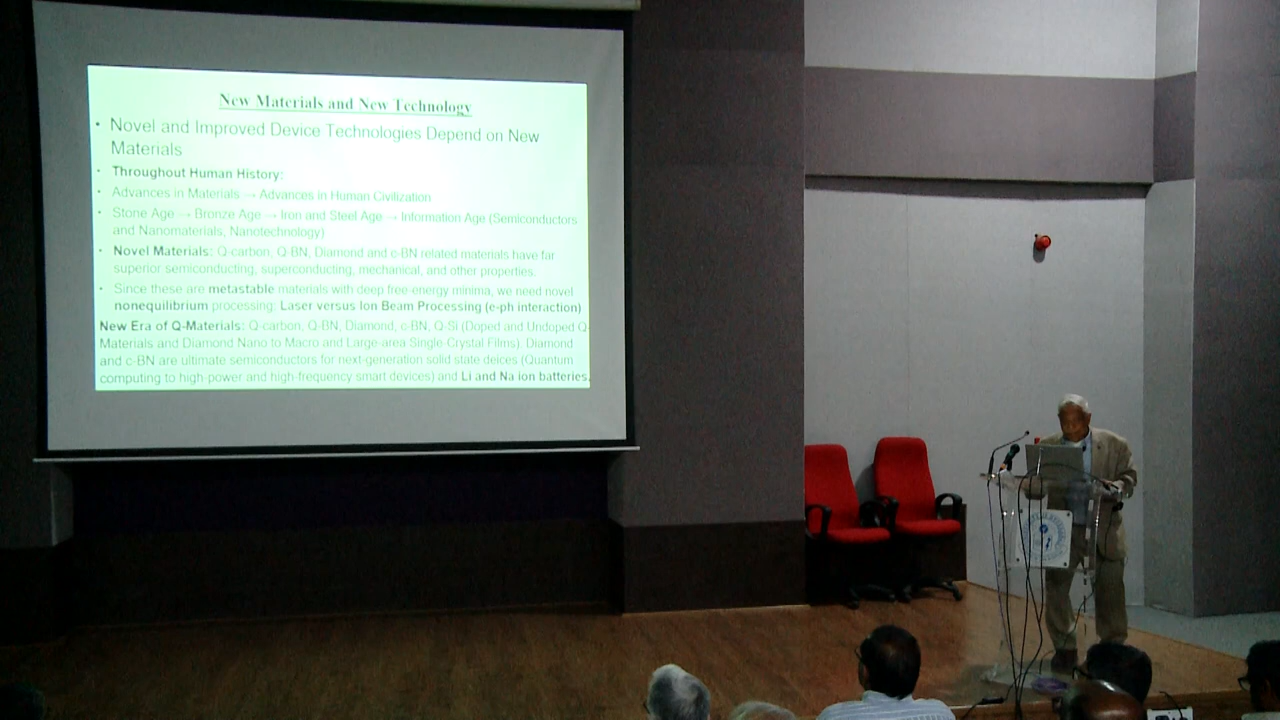 New Materials and New Technology
• Novel and Improved Device Technologies Depend on New
Materials
• Throughout Human History:
• Advances in Materials → Advances in Human Civilization
• Stone Age → Bronze Age → Iron and Steel Age → Information Age (Semiconductors
and Nanomaterials, Nanotechnology)
• Novel Materials: Q-carbon, Q-BN, Diamond and c-BN related materials have far
superior semiconducting, superconducting, mechanical, and other properties.
• Since these are metastable materials with deep free-energy minima, we need novel
nonequilibrium processing: Laser versus Ion Beam Processing (e-ph interaction)
New Era of Q-Materials: Q-carbon, Q-BN, Diamond, c-BN, Q-Si (Doped and Undoped Q-
Materials and Diamond Nano to Macro and Large-area Single-Crystal Films). Diamond
and c-BN are ultimate semiconductors for next-generation solid state deices (Quantum
computing to high-power and high-frequency smart devices) and Li and Na ion batteries.